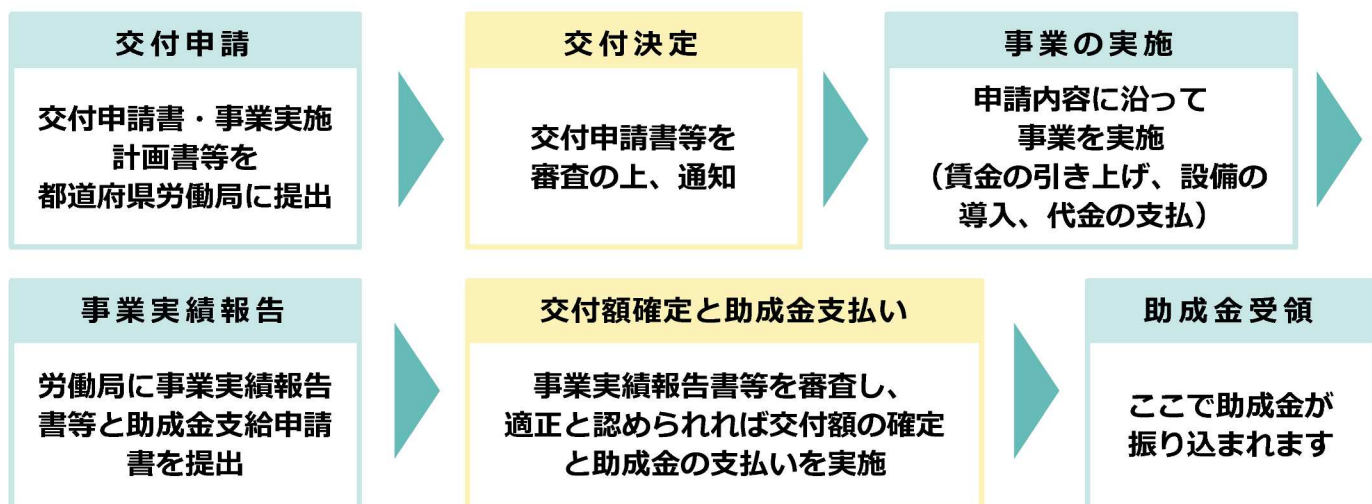 交付申請
交付申請書・事業実施
計画書等を
都道府県労働局に提出
交付決定
交付申請書等を
審査の上、通知
事業の実施
申請内容に沿って
事業を実施
（賃金の引き上げ、設備の
導入、代金の支払）
事業実績報告
労働局に事業実績報告
書等と助成金支給申請
書を提出
交付額確定と助成金支払い
事業実績報告書等を審査し、
適正と認められれば交付額の確定
と助成金の支払いを実施
助成金受領
ここで助成金が
振り込まれます